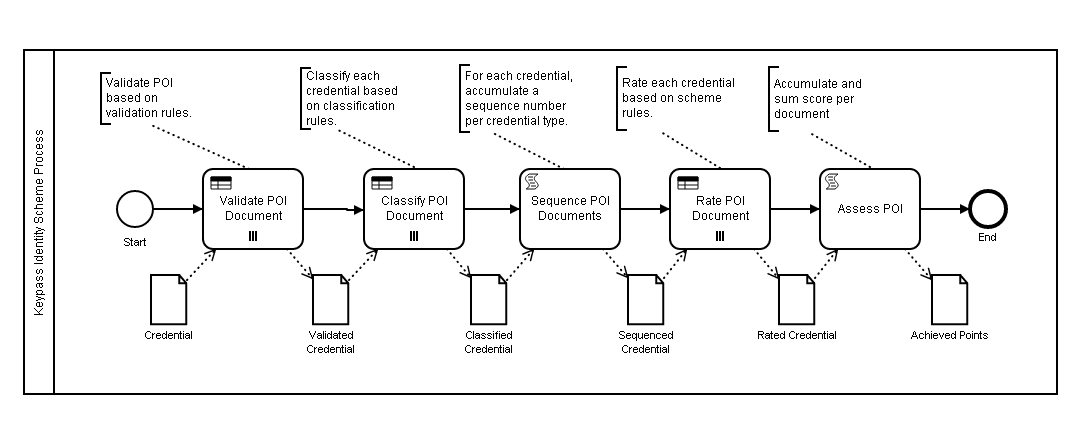 Keypass Identity Scheme Process
Validate POI
based on
validation rules.
Classify each
credential based
on classification
rules.
For each credential,
accumulate a
sequence number
per credential type.
Rate each credential
based on scheme
rules.
Accumulate and
sum score per
document
Start
Validate POI
Document
Classify POI
Document
Sequence POI
Documents
Rate POI
Document
Assess POI
End
Credential
Validated
Credential
Classified
Credential
Sequenced
Credential
Rated Credential
Achieved Points